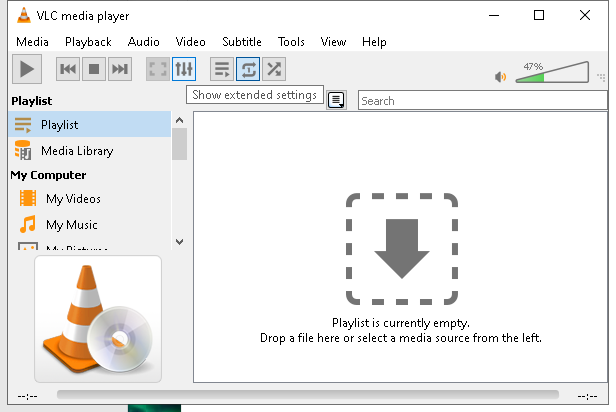 VLC media player
Media Playback Audio Video Subtitle Tools View Help
47%
Show extended settings
Search
Playlist
Playlist
Media Library
My Computer
My Videos
My Music
My Pictures
Playlist is currently empty.
Drop a file here or select a media source from the left.
--:-- --:--